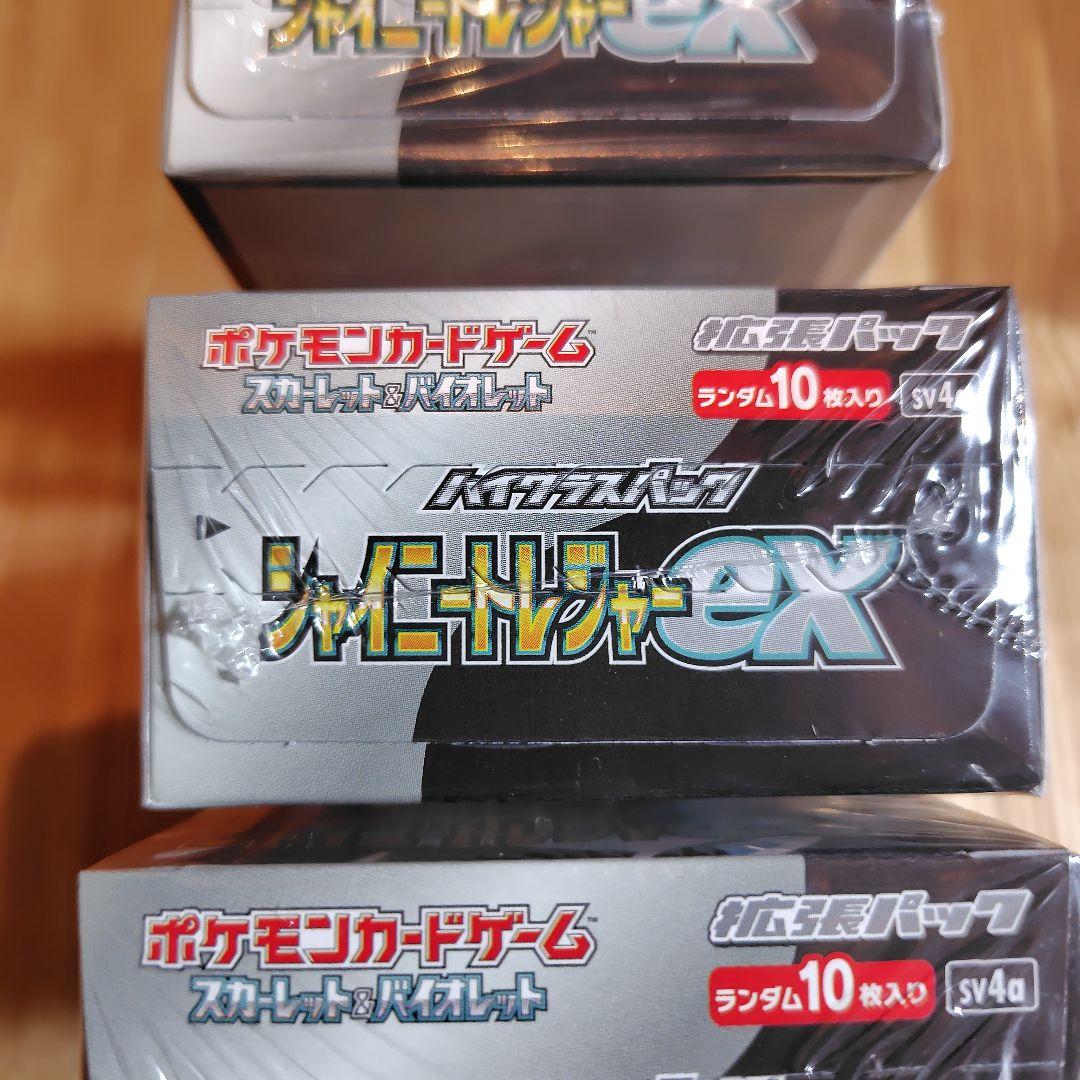 シャイニートレジャーex
ポケモンカードゲーム™
拡張パック
スカーレット&バイオレット
ランダム10枚入り
ハイクラスパック
シャイニートレジャーex
ポケモンカードゲーム™
拡張パック
スカーレット&バイオレット
ランダム10枚入り sv4a